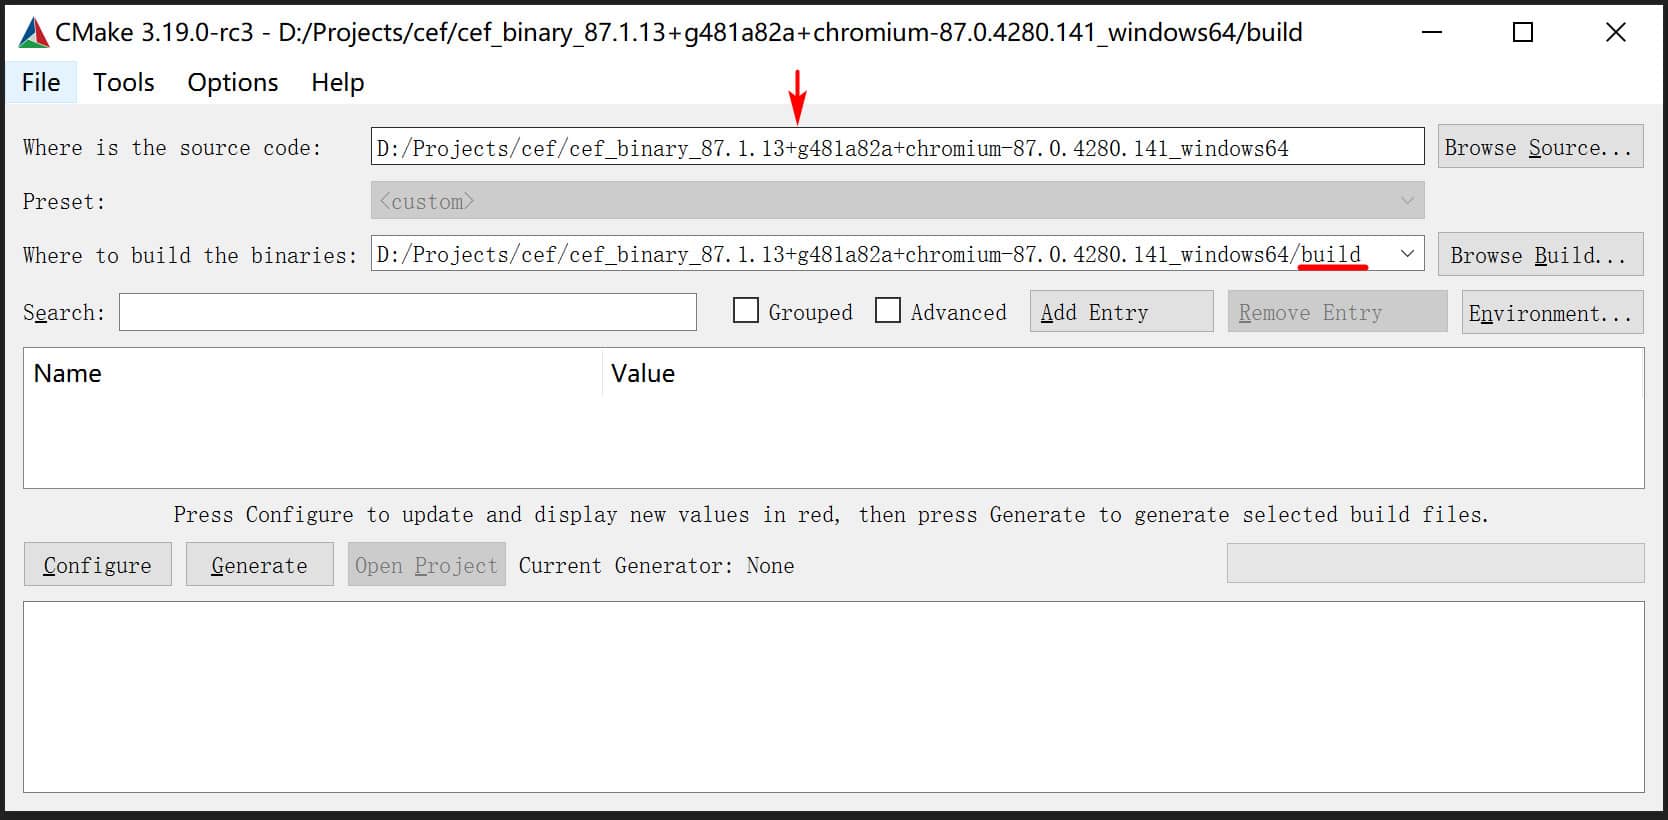 CMake 3.19.0-rc3 - D:/Projects/cef/cef_binary_87.1.13+g481a82a+chromium-87.0.4280.141_windows64/build
File Tools Options Help
Where is the source code: D:/Projects/cef/cef_binary_87.1.13+g481a82a+chromium-87.0.4280.141_windows64 Browse Source...
Preset: <custom>
Where to build the binaries: D:/Projects/cef/cef_binary_87.1.13+g481a82a+chromium-87.0.4280.141_windows64/build Browse Build...
Search: Grouped Advanced Add Entry Remove Entry Environment...
Name Value
Press Configure to update and display new values in red, then press Generate to generate selected build files.
Configure Generate Open Project Current Generator: None